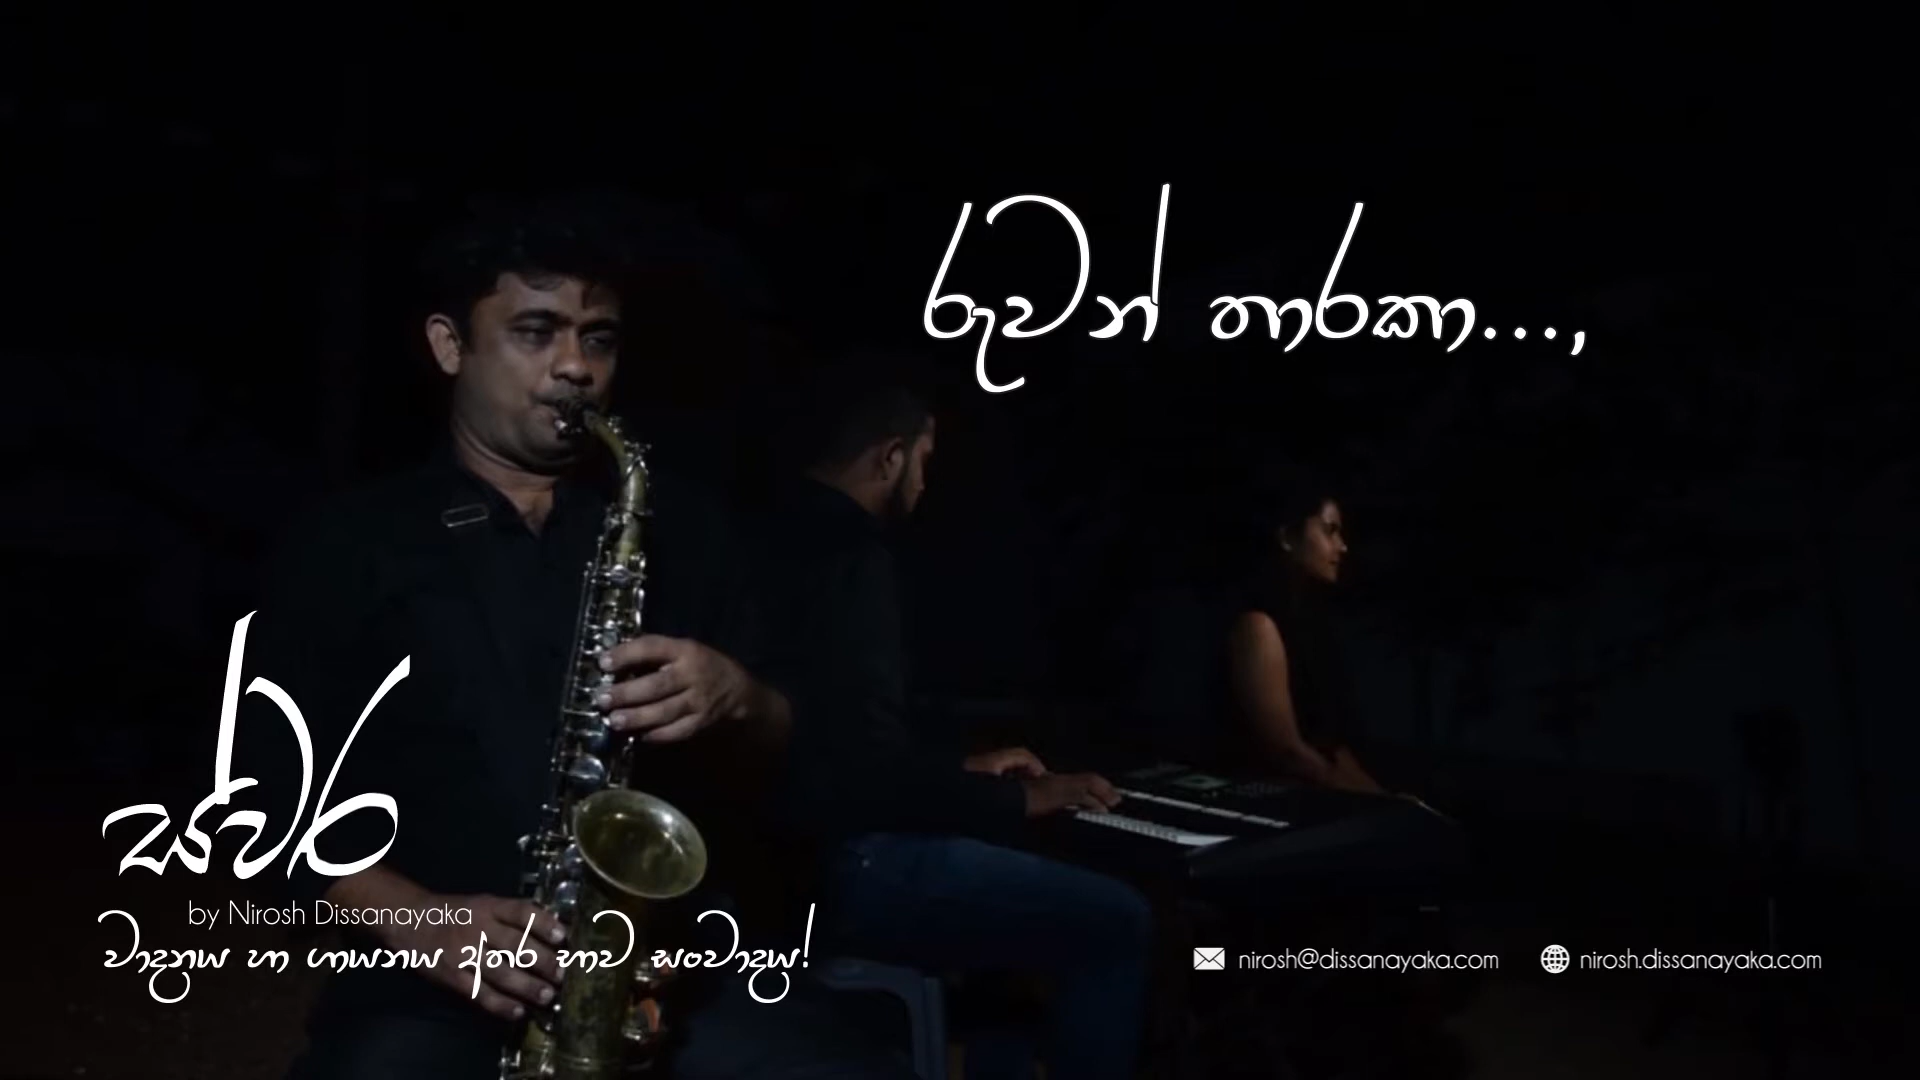 රුවන් තාරකා...,
ස්වර
by Nirosh Dissanayaka
වාදනය හා ගායනය අතර භාව සංවාදය!
nirosh@dissanayaka.com
nirosh.dissanayaka.com